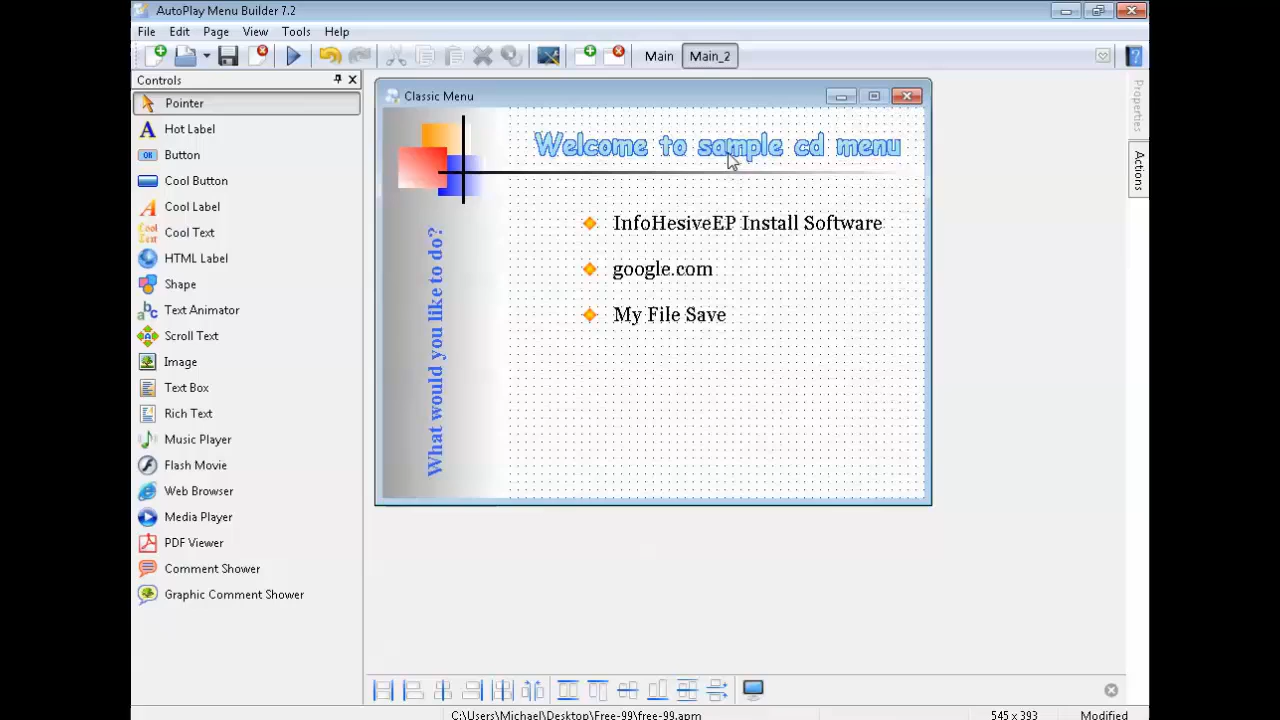 AutoPlay Menu Builder 7.2
File Edit Page View Tools Help
Main Main_2
Controls
Pointer
Hot Label
Button
Cool Button
Cool Label
Cool Text
HTML Label
Shape
Text Animator
Scroll Text
Image
Text Box
Rich Text
Music Player
Flash Movie
Web Browser
Media Player
PDF Viewer
Comment Shower
Graphic Comment Shower
Classic Menu
Welcome to sample cd menu
What would you like to do?
InfoHesiveEP Install Software
google.com
My File Save
Properties
Actions
C:\Users\Michael\Desktop\Free-99\free-99.apm 545 x 393 Modified